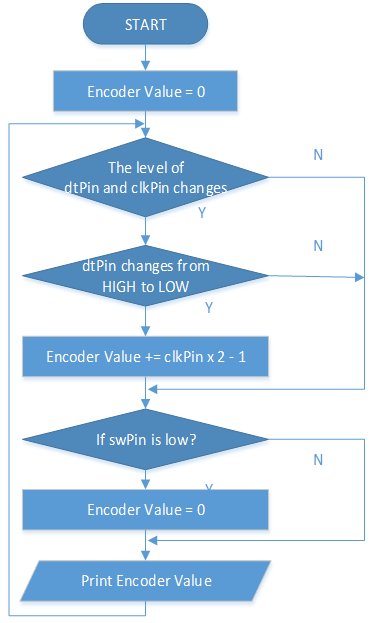 START
Encoder Value = 0
N
The level of
dtPin and clkPin changes
Y
N
dtPin changes from
HIGH to LOW
Y
Encoder Value += clkPin x 2 - 1
If swPin is low?
N
Y
Encoder Value = 0
Print Encoder Value